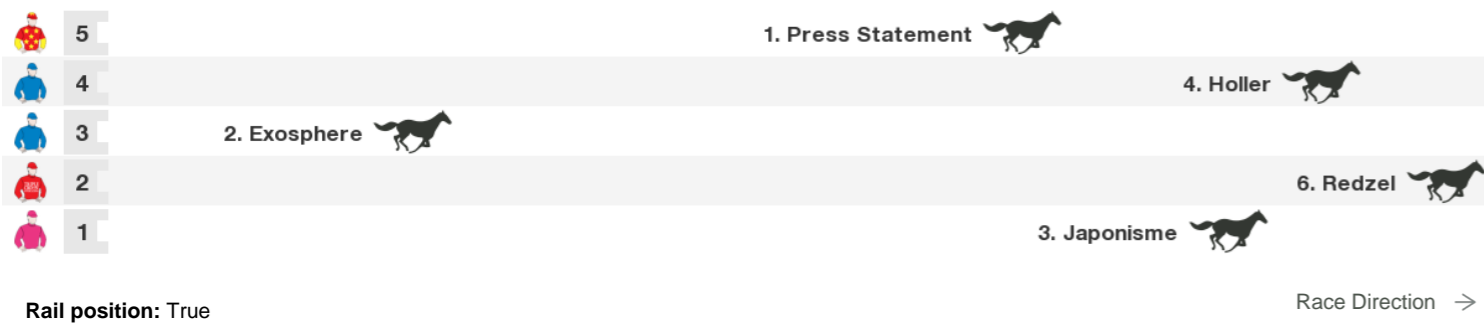 5 1. Press Statement
4 4. Holler
3 2. Exosphere
2 6. Redzel
1 3. Japonisme
Rail position: True
Race Direction →